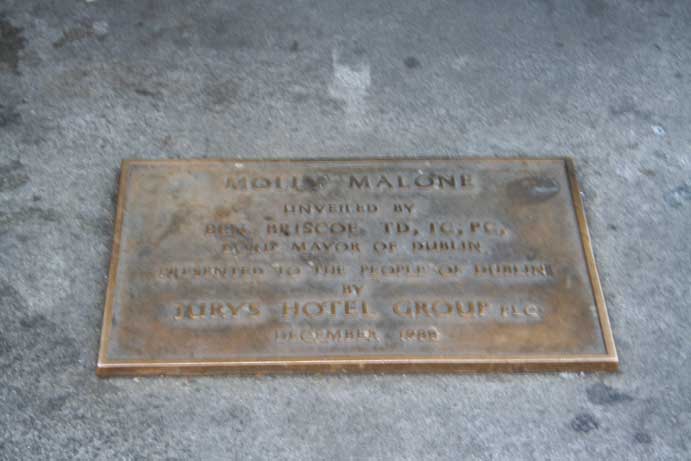 MOLLY MALONE
UNVEILED BY
BEN BRISCOE, TD, TC, PC,
LORD MAYOR OF DUBLIN
PRESENTED TO THE PEOPLE OF DUBLIN
BY
JURYS HOTEL GROUP PLC
DECEMBER, 1988